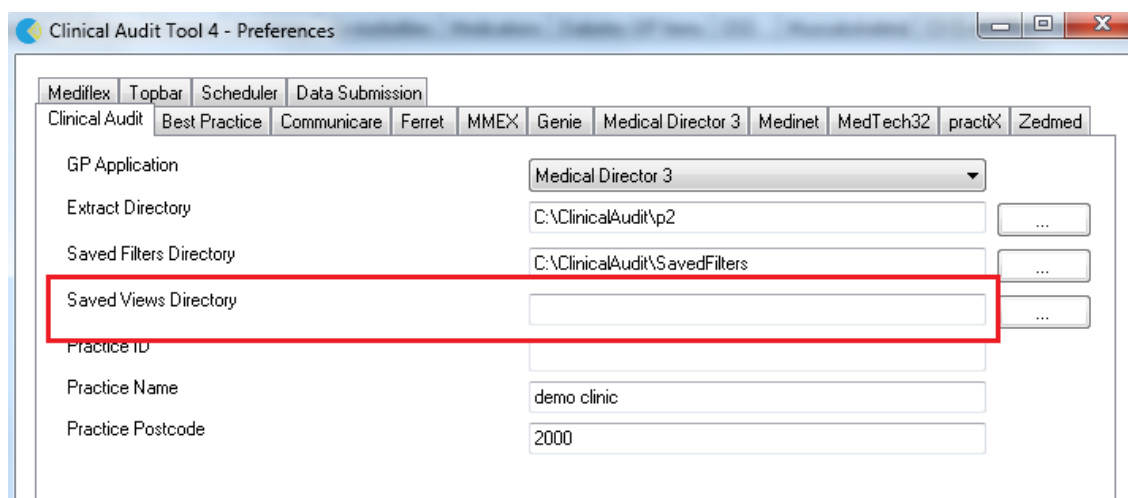 Clinical Audit Tool 4 - Preferences
Mediflex Topbar Scheduler Data Submission
Clinical Audit Best Practice Communicare Ferret MMEX Genie Medical Director 3 Medinet MedTech32 practiX Zedmed
GP Application Medical Director 3
Extract Directory C:\ClinicalAudit\p2 ...
Saved Filters Directory C:\ClinicalAudit\SavedFilters ...
Saved Views Directory ...
Practice ID
Practice Name demo clinic
Practice Postcode 2000